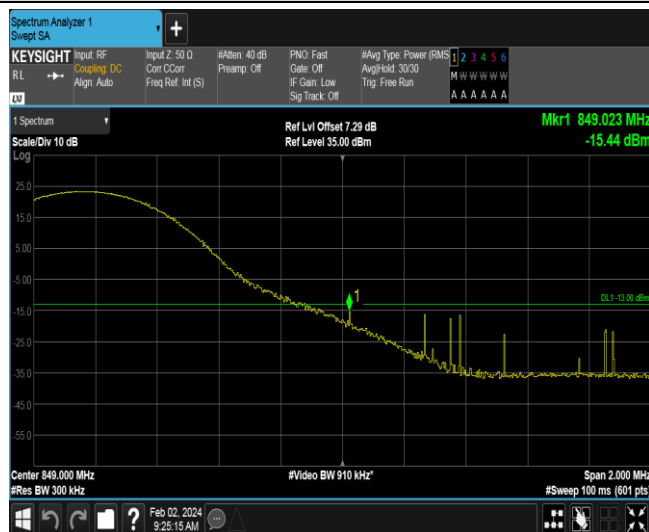 Spectrum Analyzer 1
Swept SA
+
KEYSIGHT
RL
LXI
Input: RF
Coupling: DC
Align: Auto
Input Z: 50 Ω
Corr CCorr
Freq Ref: Int (S)
#Atten: 40 dB
Preamp: Off
PNO: Fast
Gate: Off
IF Gain: Low
Sig Track: Off
#Avg Type: Power (RMS
Avg|Hold: 30/30
Trig: Free Run
1 2 3 4 5 6
M W W W W W
A A A A A A
1 Spectrum
Scale/Div 10 dB
Ref Lvl Offset 7.29 dB
Ref Level 35.00 dBm
Mkr1 849.023 MHz
-15.44 dBm
Log
25.0
15.0
5.00
-5.00
1
DL1 -13.00 dBm
-15.0
-25.0
-35.0
-45.0
-55.0
Center 849.000 MHz
#Res BW 300 kHz
#Video BW 910 kHz*
Span 2.000 MHz
#Sweep 100 ms (601 pts)
?
Feb 02, 2024
9:25:15 AM